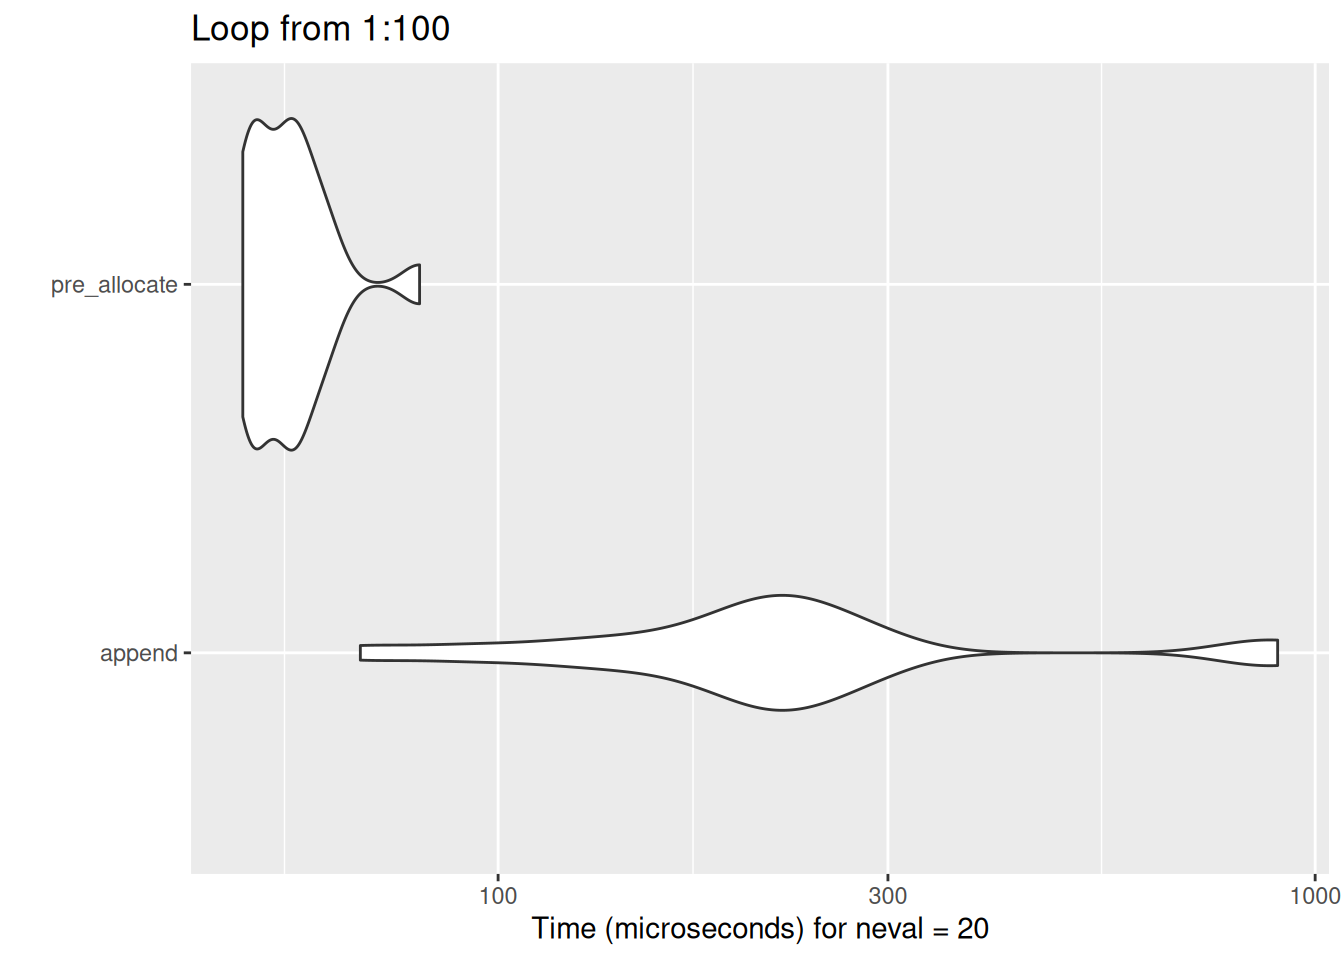 Loop from 1:100
pre_allocate
append
100
300
1000
Time (microseconds) for neval = 20